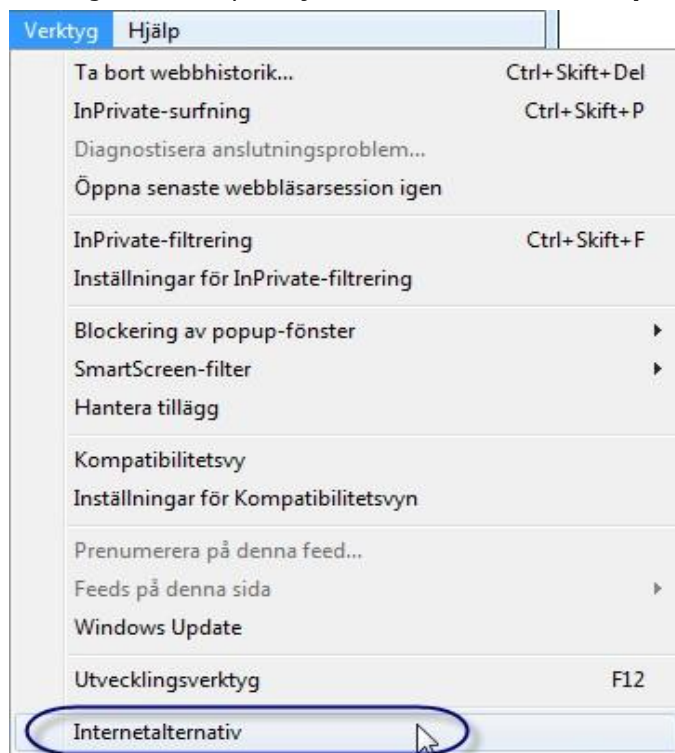 Verktyg Hjälp
Ta bort webbhistorik... Ctrl+Skift+Del
InPrivate-surfning Ctrl+Skift+P
Diagnostisera anslutningsproblem...
Öppna senaste webbläsarsession igen
InPrivate-filtrering Ctrl+Skift+F
Inställningar för InPrivate-filtrering
Blockering av popup-fönster
SmartScreen-filter
Hantera tillägg
Kompatibilitetsvy
Inställningar för Kompatibilitetsvyn
Prenumerera på denna feed...
Feeds på denna sida
Windows Update
Utvecklingsverktyg F12
Internetalternativ